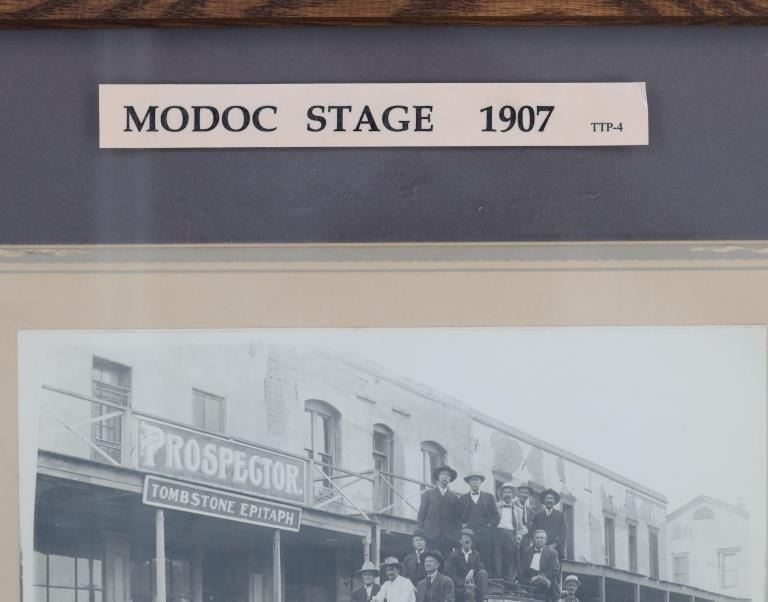 MODOC STAGE 1907 TTP-4
PROSPECTOR.
TOMBSTONE EPITAPH